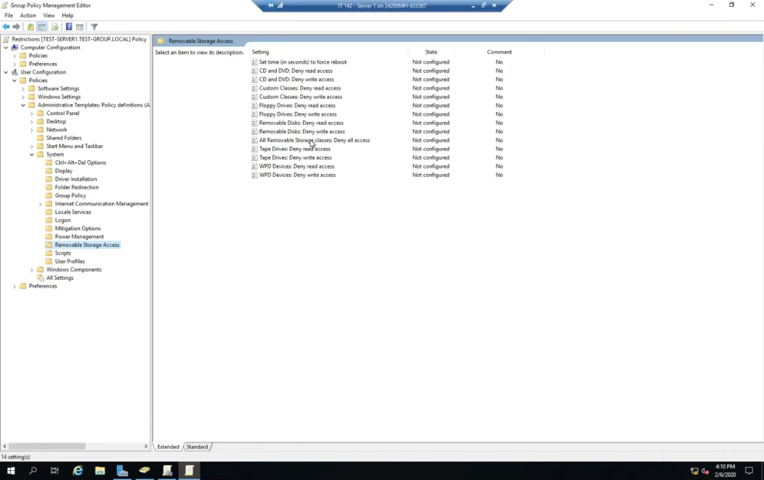 Group Policy Management Editor
IT 142 - Server 1 on 24200MH-833367
File Action View Help
Restrictions [TEST-SERVER1.TEST-GROUP.LOCAL] Policy
Computer Configuration
Policies
Preferences
User Configuration
Policies
Software Settings
Windows Settings
Administrative Templates: Policy definitions (A
Control Panel
Desktop
Network
Shared Folders
Start Menu and Taskbar
System
Ctrl+Alt+Del Options
Display
Driver Installation
Folder Redirection
Group Policy
Internet Communication Management
Locale Services
Logon
Mitigation Options
Power Management
Removable Storage Access
Scripts
User Profiles
Windows Components
All Settings
Preferences
Removable Storage Access
Select an item to view its description.
Setting State Comment
Set time (in seconds) to force reboot Not configured No
CD and DVD: Deny read access Not configured No
CD and DVD: Deny write access Not configured No
Custom Classes: Deny read access Not configured No
Custom Classes: Deny write access Not configured No
Floppy Drives: Deny read access Not configured No
Floppy Drives: Deny write access Not configured No
Removable Disks: Deny read access Not configured No
Removable Disks: Deny write access Not configured No
All Removable Storage classes: Deny all access Not configured No
Tape Drives: Deny read access Not configured No
Tape Drives: Deny write access Not configured No
WPD Devices: Deny read access Not configured No
WPD Devices: Deny write access Not configured No
Extended Standard
14 setting(s)
4:10 PM
2/6/2020